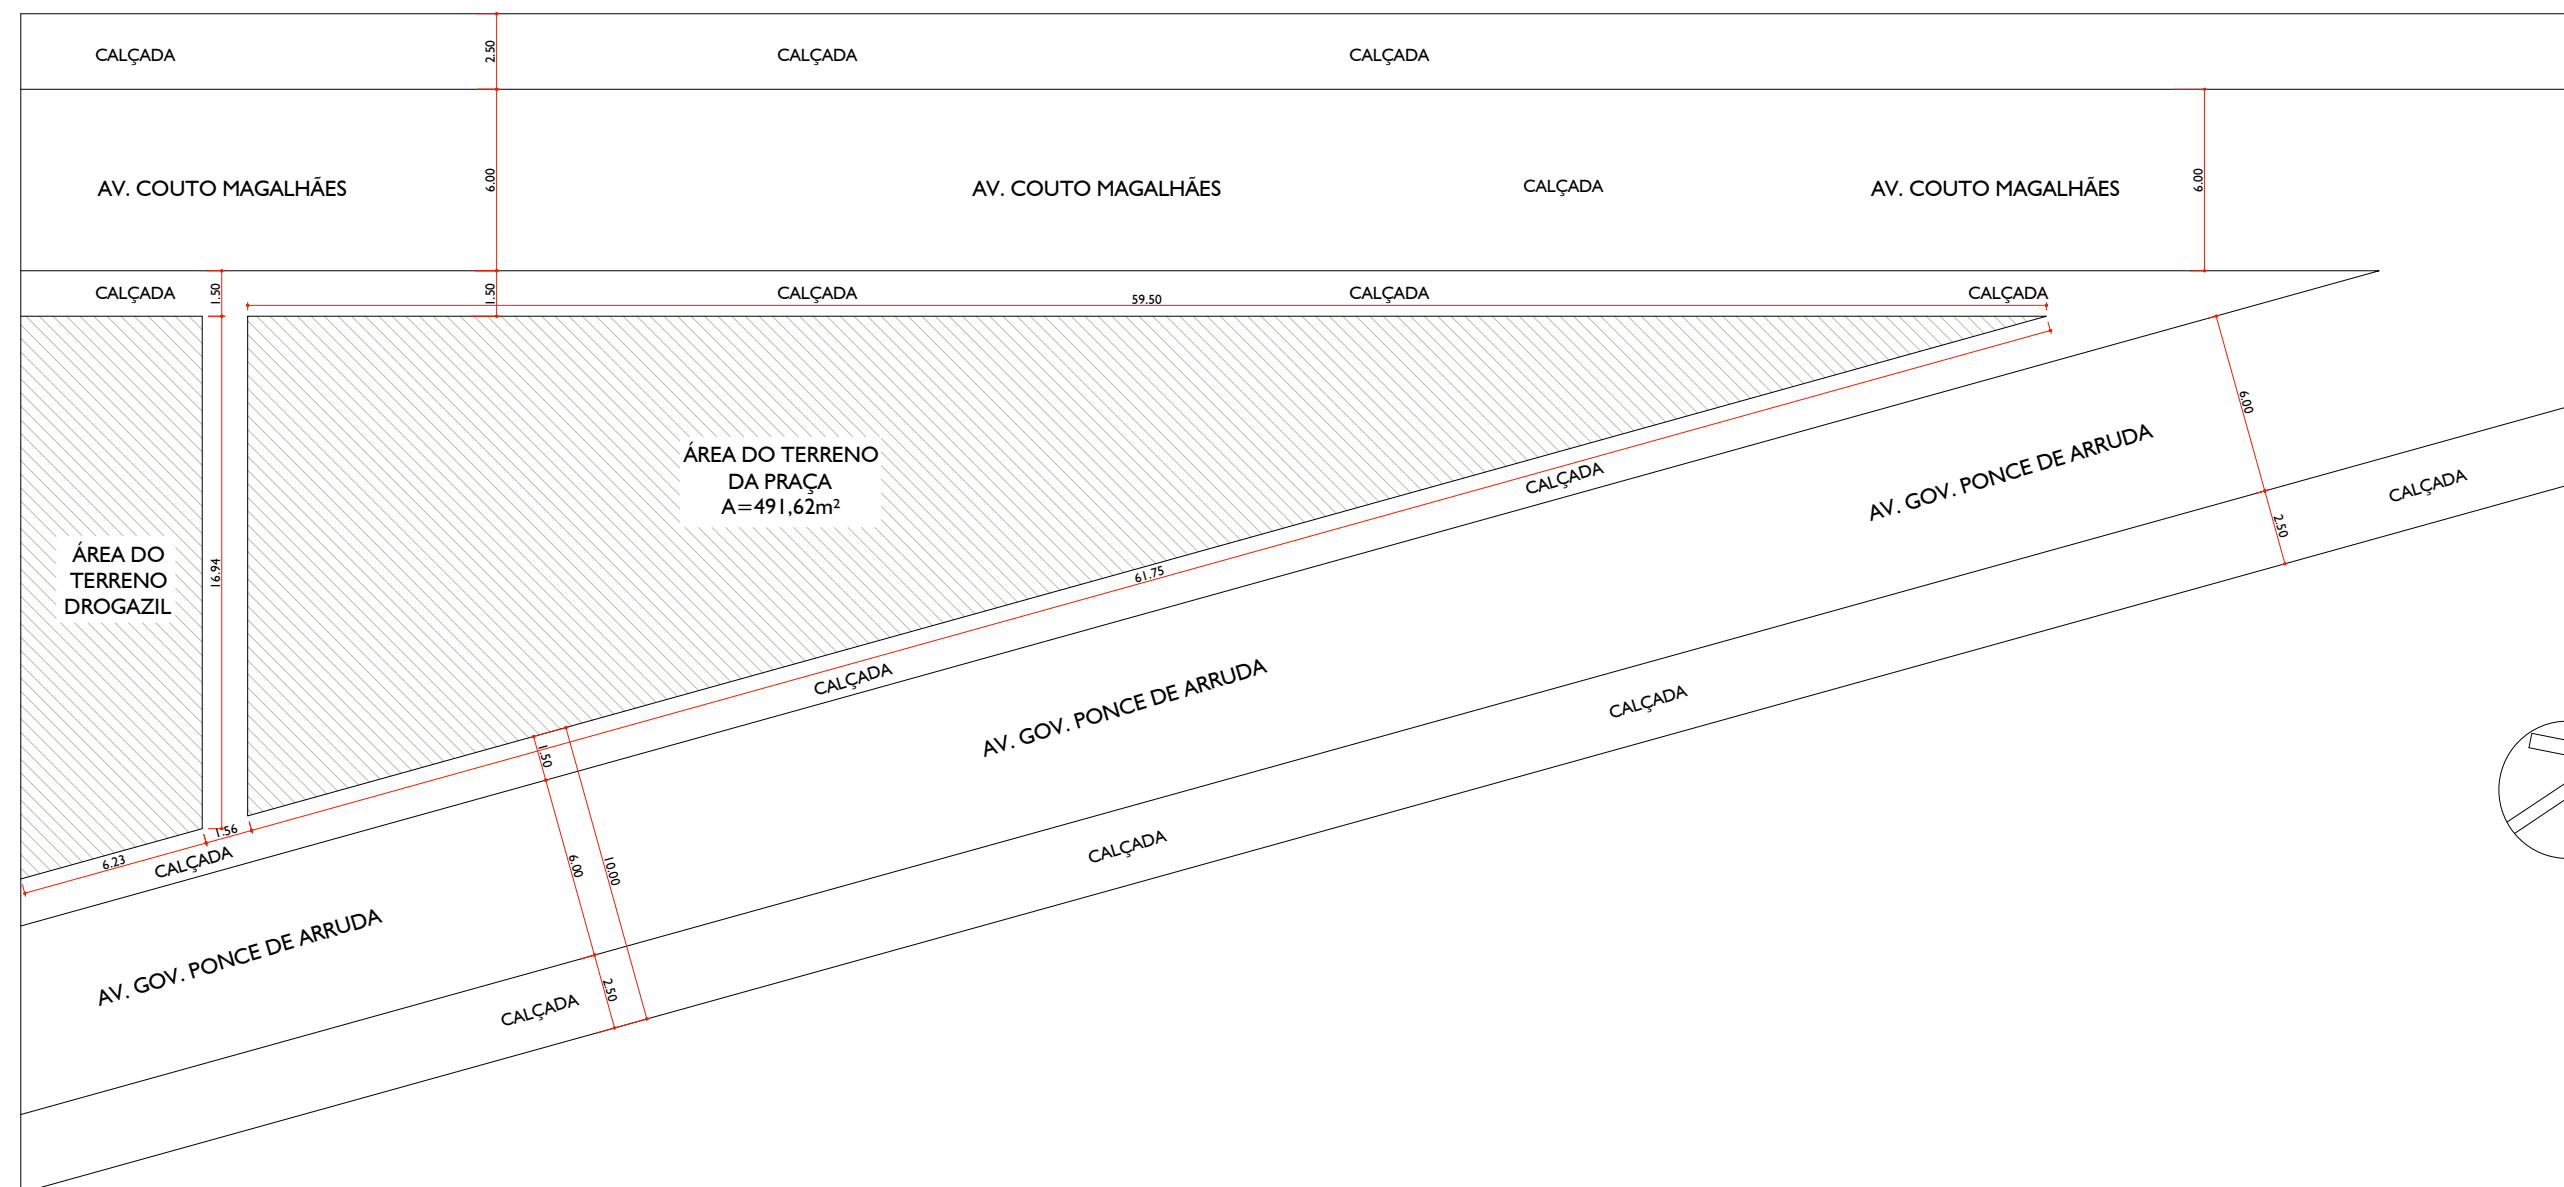 CALÇADA
2.50
CALÇADA
CALÇADA
AV. COUTO MAGALHÃES
6.00
AV. COUTO MAGALHÃES
CALÇADA
AV. COUTO MAGALHÃES
6.00
CALÇADA
1.50
1.50
CALÇADA
59.50
CALÇADA
CALÇADA
ÁREA DO TERRENO
DA PRAÇA
A=491,62m²
ÁREA DO
TERRENO
DROGAZIL
16.94
61.75
CALÇADA
AV. GOV. PONCE DE ARRUDA
6.00
2.50
CALÇADA
CALÇADA
AV. GOV. PONCE DE ARRUDA
CALÇADA
1.50
6.00
10.00
2.50
1.56
6.23
CALÇADA
CALÇADA
AV. GOV. PONCE DE ARRUDA
CALÇADA